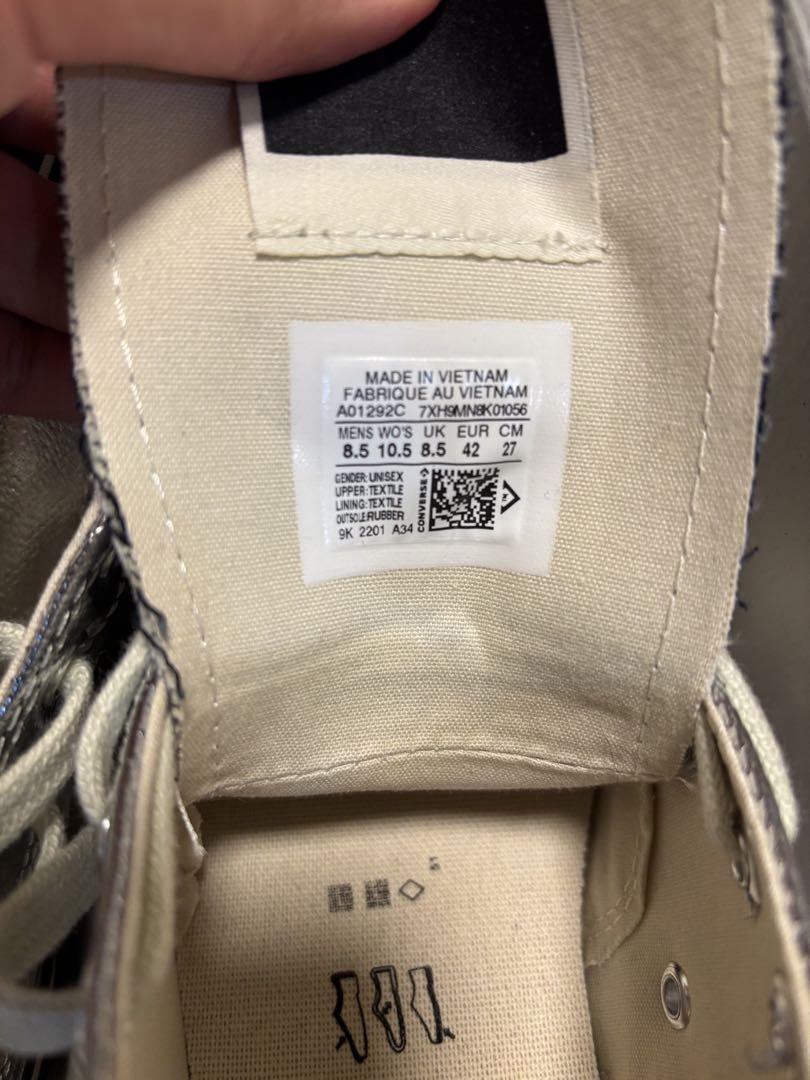 MADE IN VIETNAM
FABRIQUE AU VIETNAM
A01292C 7XH9MN8K01056
MENS WO'S UK EUR CM
8.5 10.5 8.5 42 27
GENDER: UNISEX
UPPER: TEXTILE
LINING: TEXTILE
OUTSOLE: RUBBER
9K 2201 A34
CONVERSE
TM